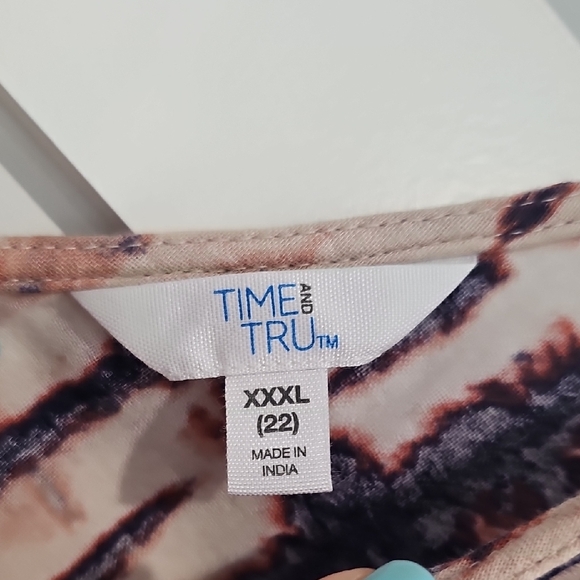 TIME AND
TRU™
XXXL
(22)
MADE IN
INDIA